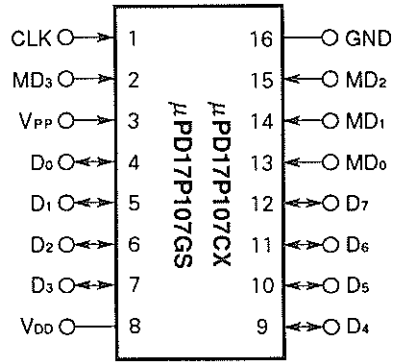 CLK 1 16 GND
MD3 2 15 MD2
VPP 3 14 MD1
D0 4 13 MD0
D1 5 12 D7
D2 6 11 D6
D3 7 10 D5
VDD 8 9 D4
μPD17P107CX
μPD17P107GS